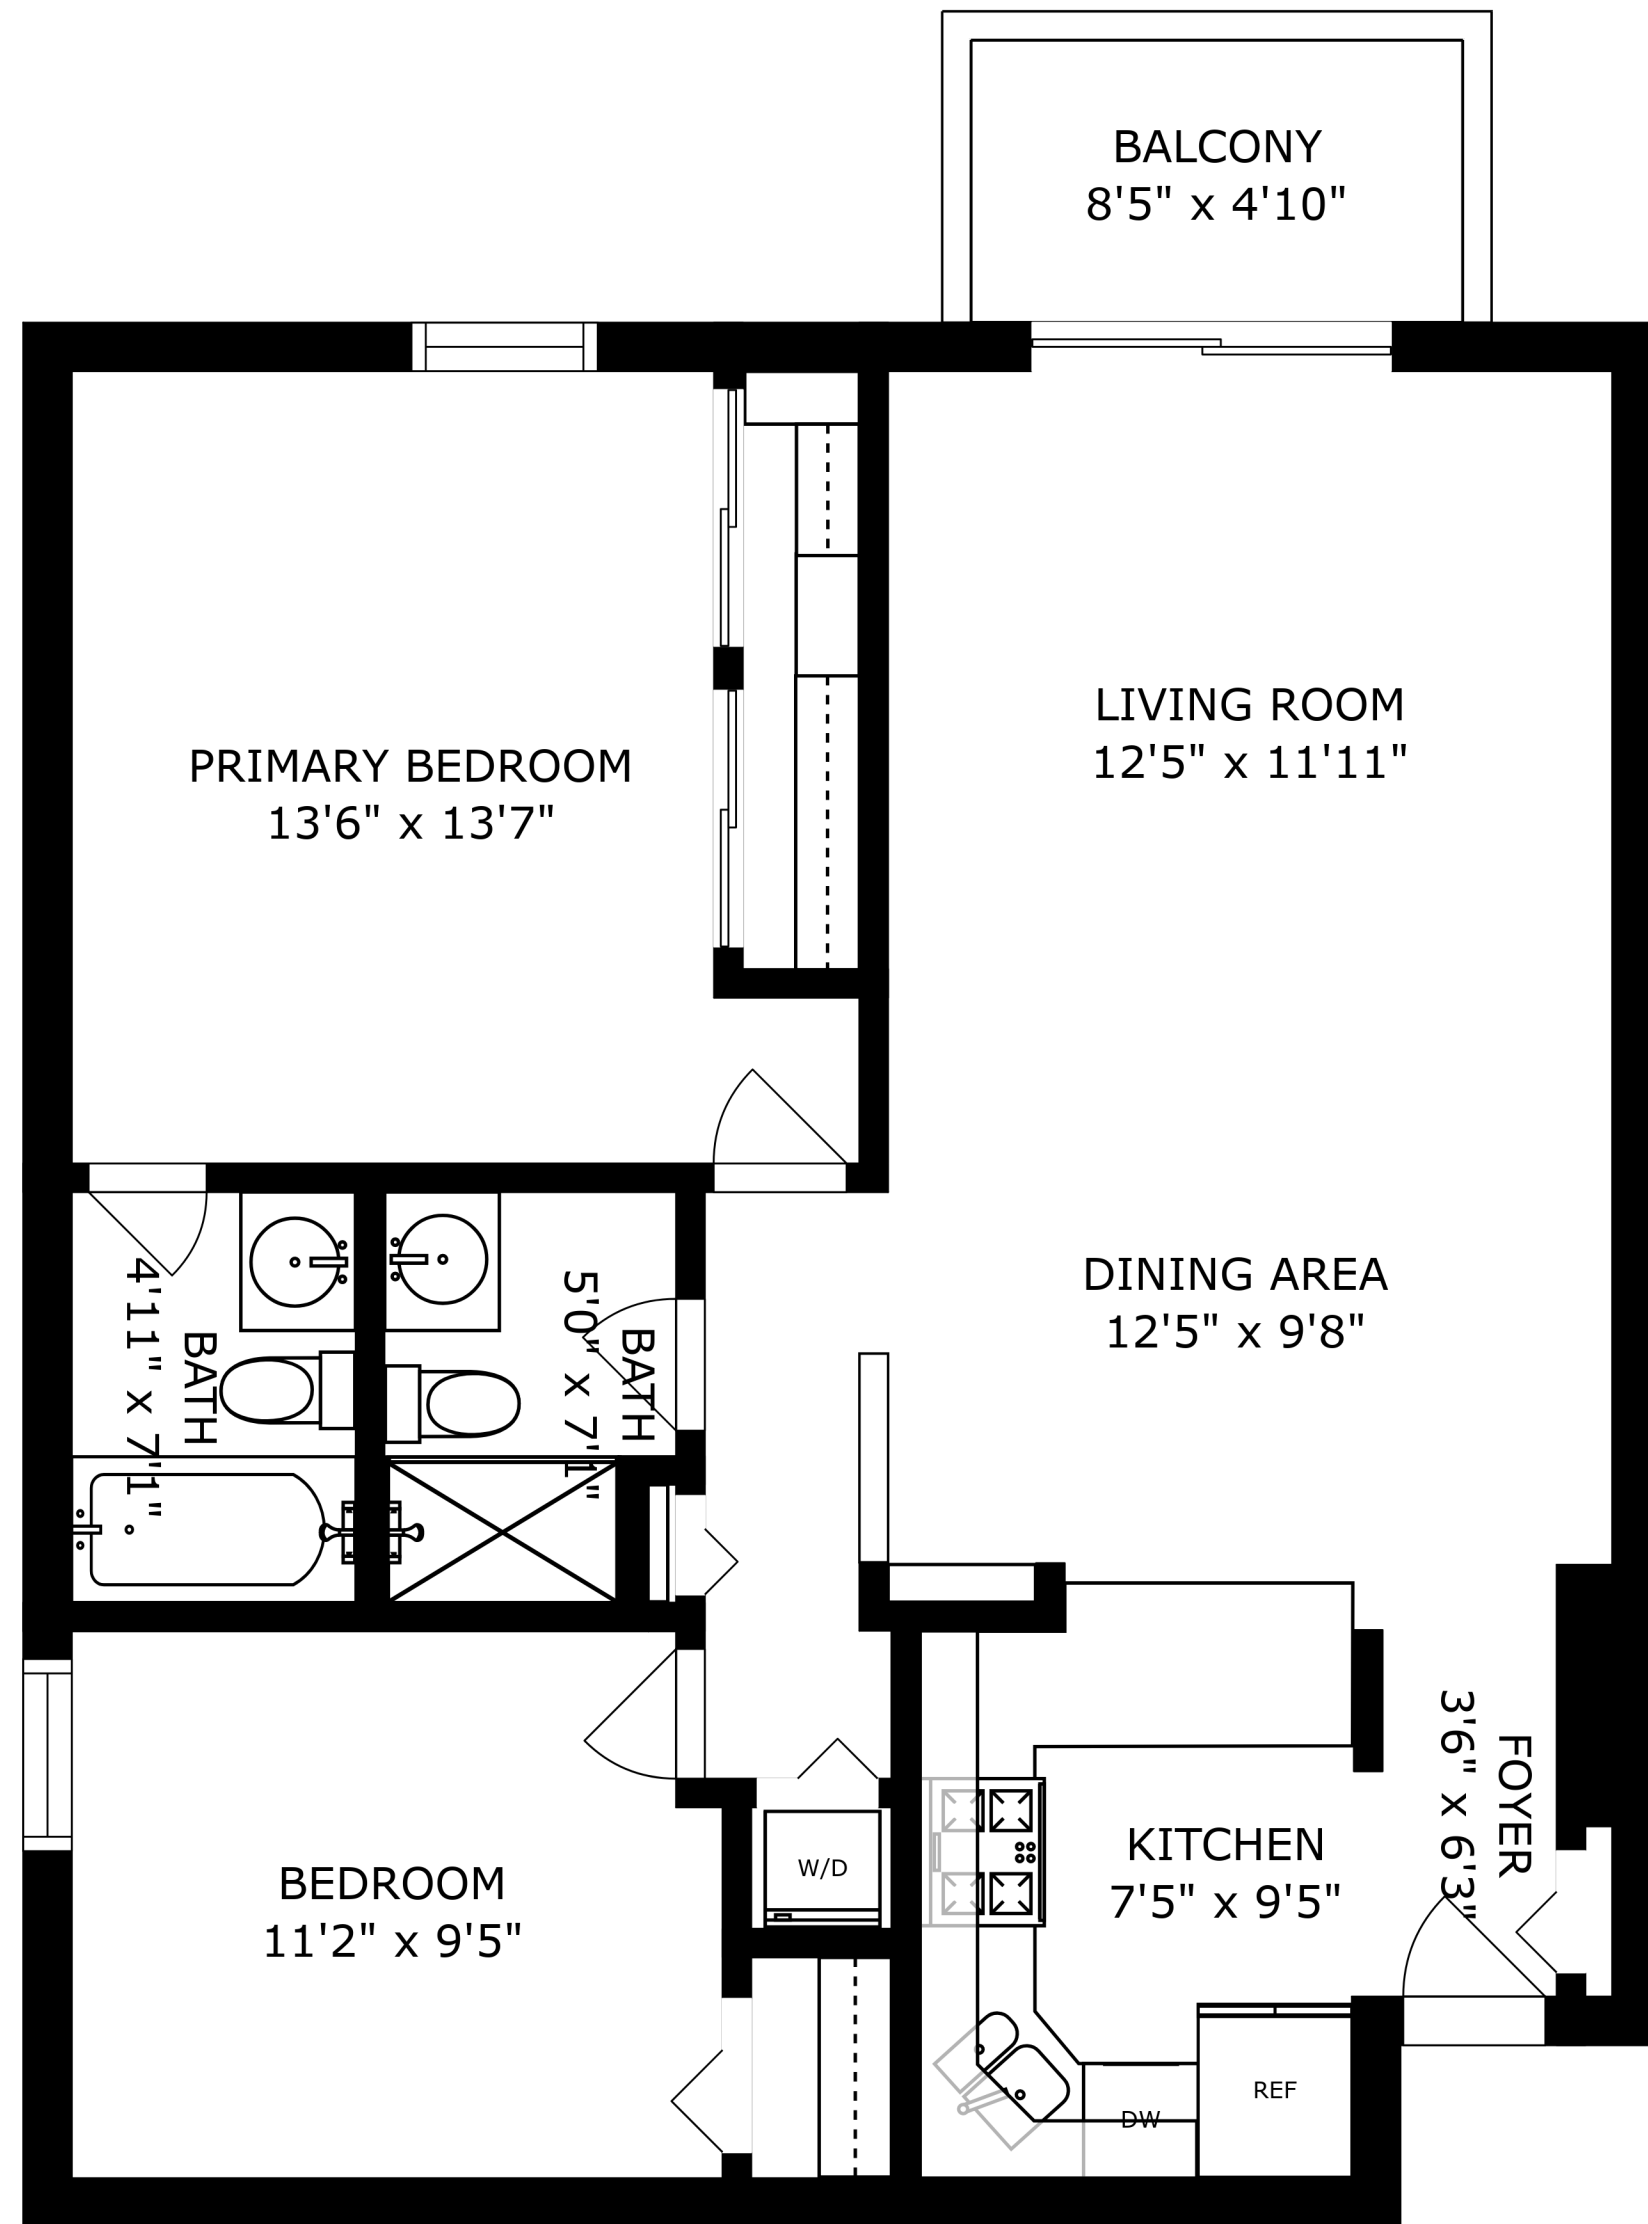 BALCONY
8'5" x 4'10"
LIVING ROOM
12'5" x 11'11"
PRIMARY BEDROOM
13'6" x 13'7"
DINING AREA
12'5" x 9'8"
BATH
4'11" x 7'1"
BATH
5'0" x 7'1"
FOYER
3'6" x 6'3"
KITCHEN
7'5" x 9'5"
W/D
BEDROOM
11'2" x 9'5"
REF
DW